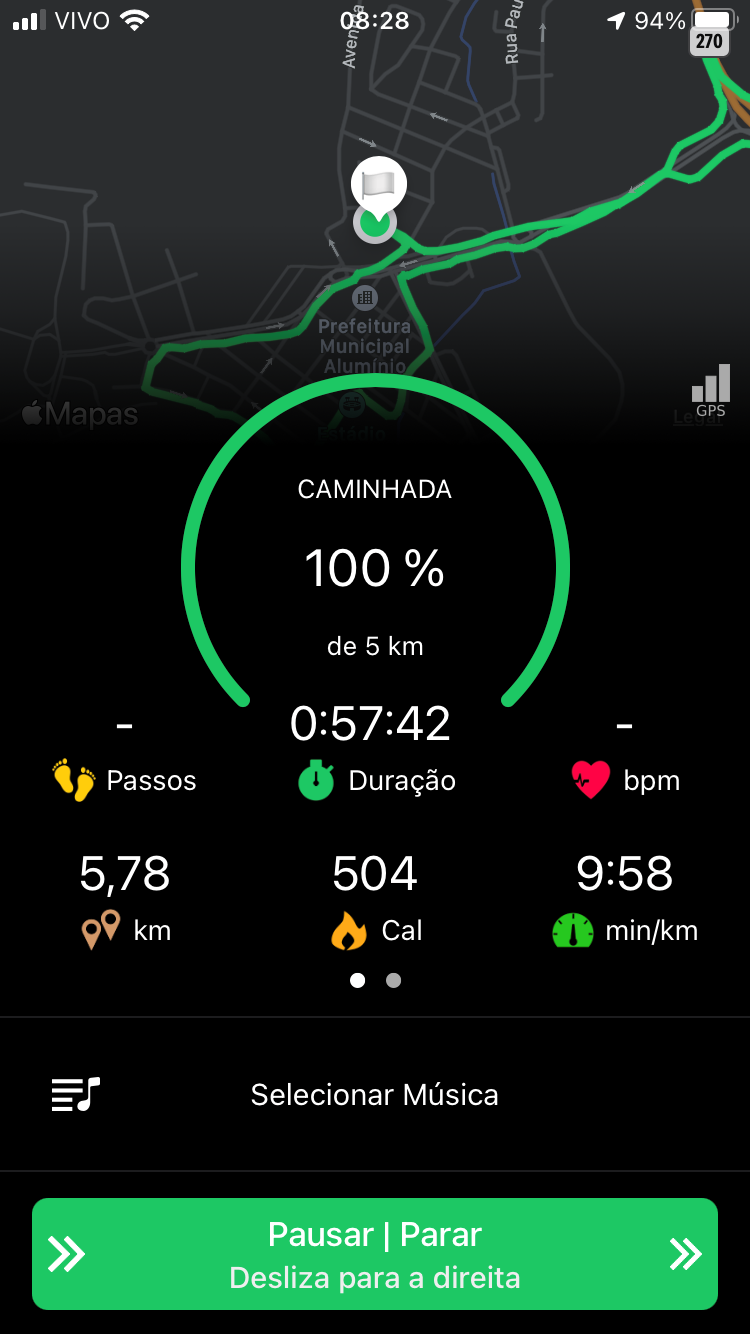 VIVO
08:28
94%
270
Rua Pau
Prefeitura
Municipal
Alumínio
Mapas
GPS
Legal
Estádio
CAMINHADA
100 %
de 5 km
-
0:57:42
-
Passos
Duração
bpm
5,78
504
9:58
km
Cal
min/km
Selecionar Música
Pausar | Parar
Desliza para a direita